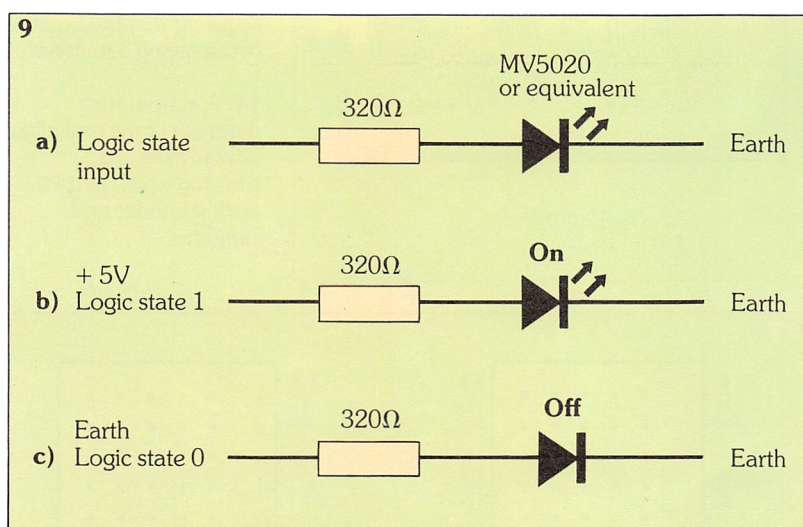 9
MV5020
or equivalent
320Ω
a) Logic state
input
Earth
+ 5V
320Ω
On
b) Logic state 1
Earth
Earth
320Ω
Off
c) Logic state 0
Earth